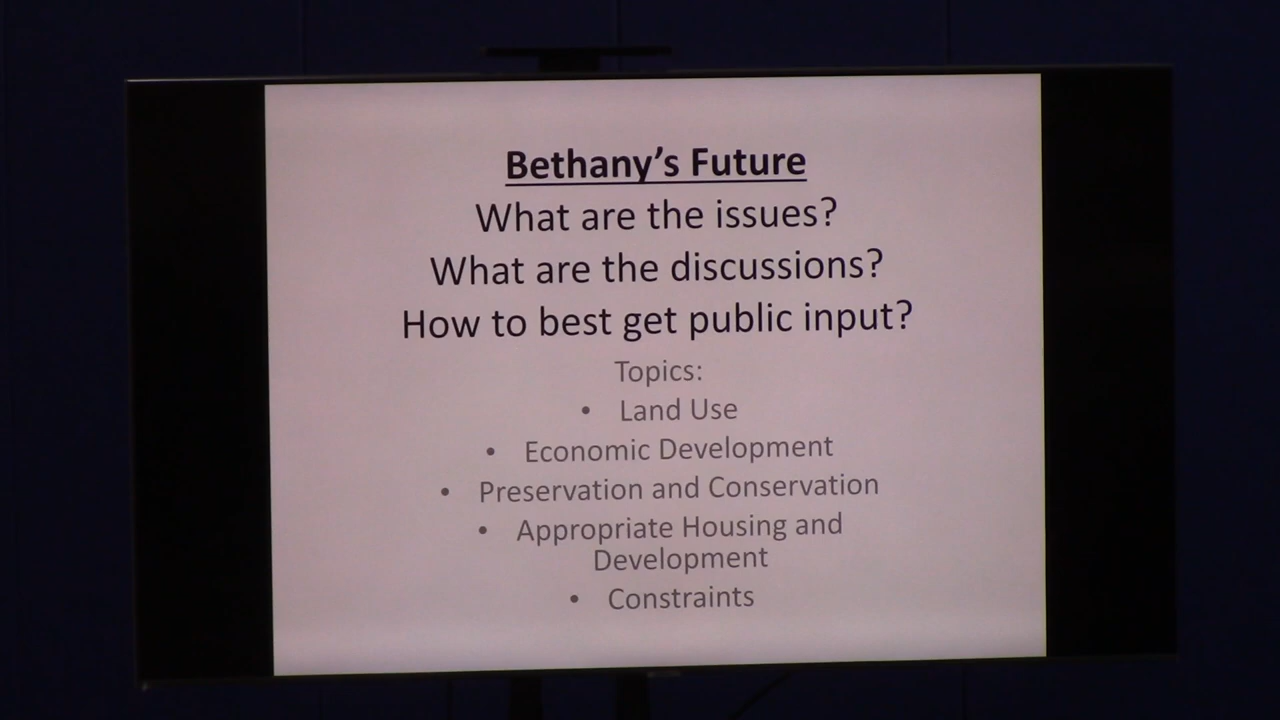 Bethany's Future
What are the issues?
What are the discussions?
How to best get public input?
Topics:
• Land Use
• Economic Development
• Preservation and Conservation
• Appropriate Housing and
Development
• Constraints